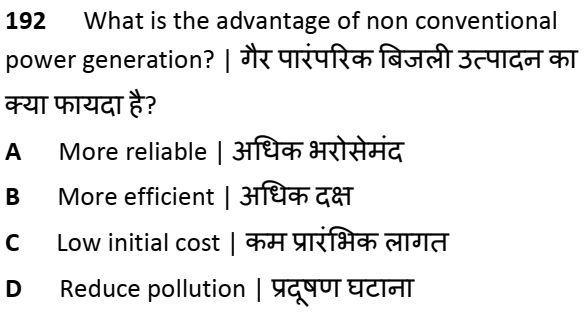 192 What is the advantage of non conventional
power generation? | गैर पारंपरिक बिजली उत्पादन का
क्या फायदा है?
A More reliable | अधिक भरोसेमंद
B More efficient | अधिक दक्ष
C Low initial cost | कम प्रारंभिक लागत
D Reduce pollution | प्रदूषण घटाना